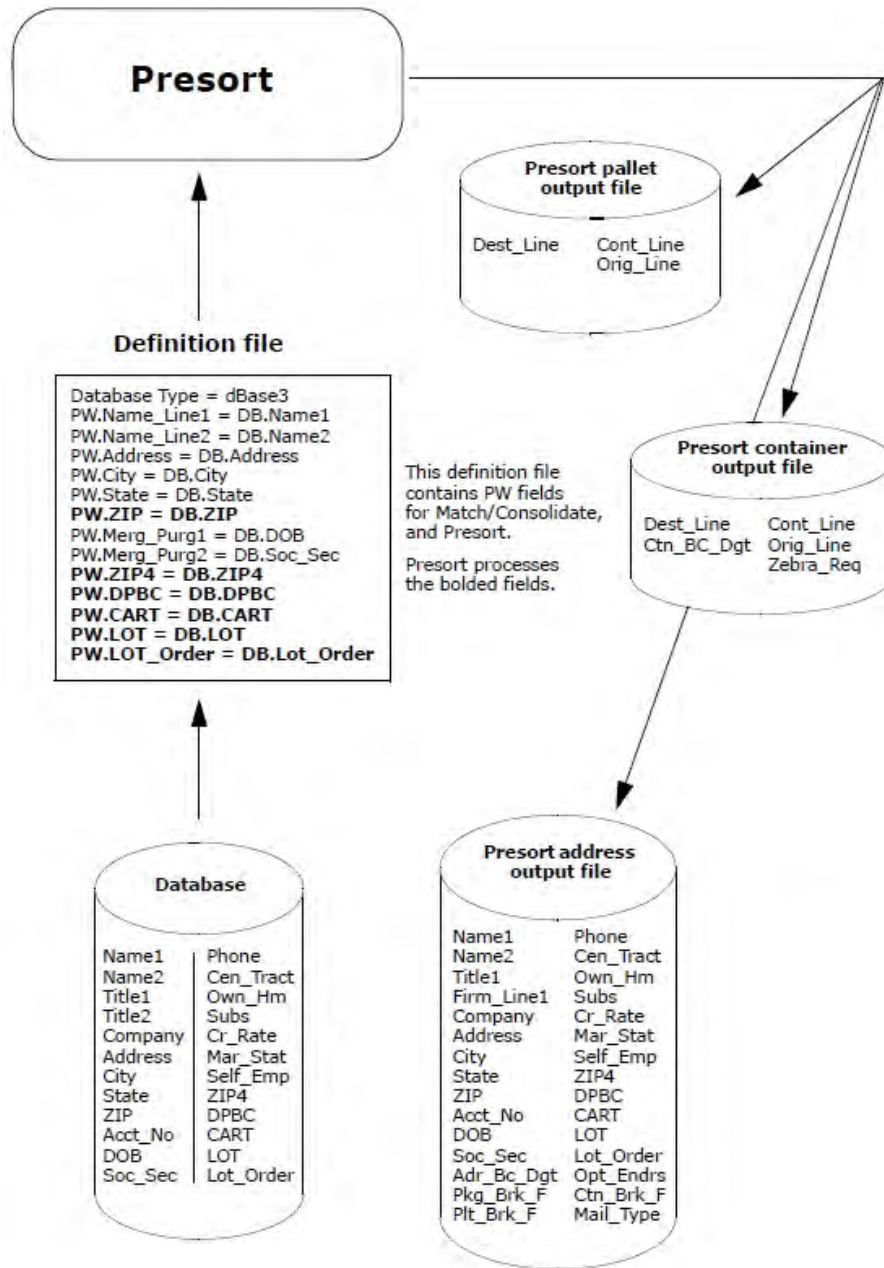 Presort
Presort pallet
output file
Dest_Line Cont_Line
Orig_Line
Definition file
Database Type = dBase3
PW.Name_Line1 = DB.Name1
PW.Name_Line2 = DB.Name2
PW.Address = DB.Address
PW.City = DB.City
PW.State = DB.State
PW.ZIP = DB.ZIP
PW.Merg_Purg1 = DB.DOB
PW.Merg_Purg2 = DB.Soc_Sec
PW.ZIP4 = DB.ZIP4
PW.DPBC = DB.DPBC
PW.CART = DB.CART
PW.LOT = DB.LOT
PW.LOT_Order = DB.Lot_Order
This definition file
contains PW fields
for Match/Consolidate,
and Presort.
Presort processes
the bolded fields.
Presort container
output file
Dest_Line Cont_Line
Ctn_BC_Dgt Orig_Line
Zebra_Req
Database
Name1 Phone
Name2 Cen_Tract
Title1 Own_Hm
Title2 Subs
Company Cr_Rate
Address Mar_Stat
City Self_Emp
State ZIP4
ZIP DPBC
Acct_No CART
DOB LOT
Soc_Sec Lot_Order
Presort address
output file
Name1 Phone
Name2 Cen_Tract
Title1 Own_Hm
Firm_Line1 Subs
Company Cr_Rate
Address Mar_Stat
City Self_Emp
State ZIP4
ZIP DPBC
Acct_No CART
DOB LOT
Soc_Sec Lot_Order
Adr_Bc_Dgt Opt_Endrs
Pkg_Brk_F Ctn_Brk_F
Plt_Brk_F Mail_Type